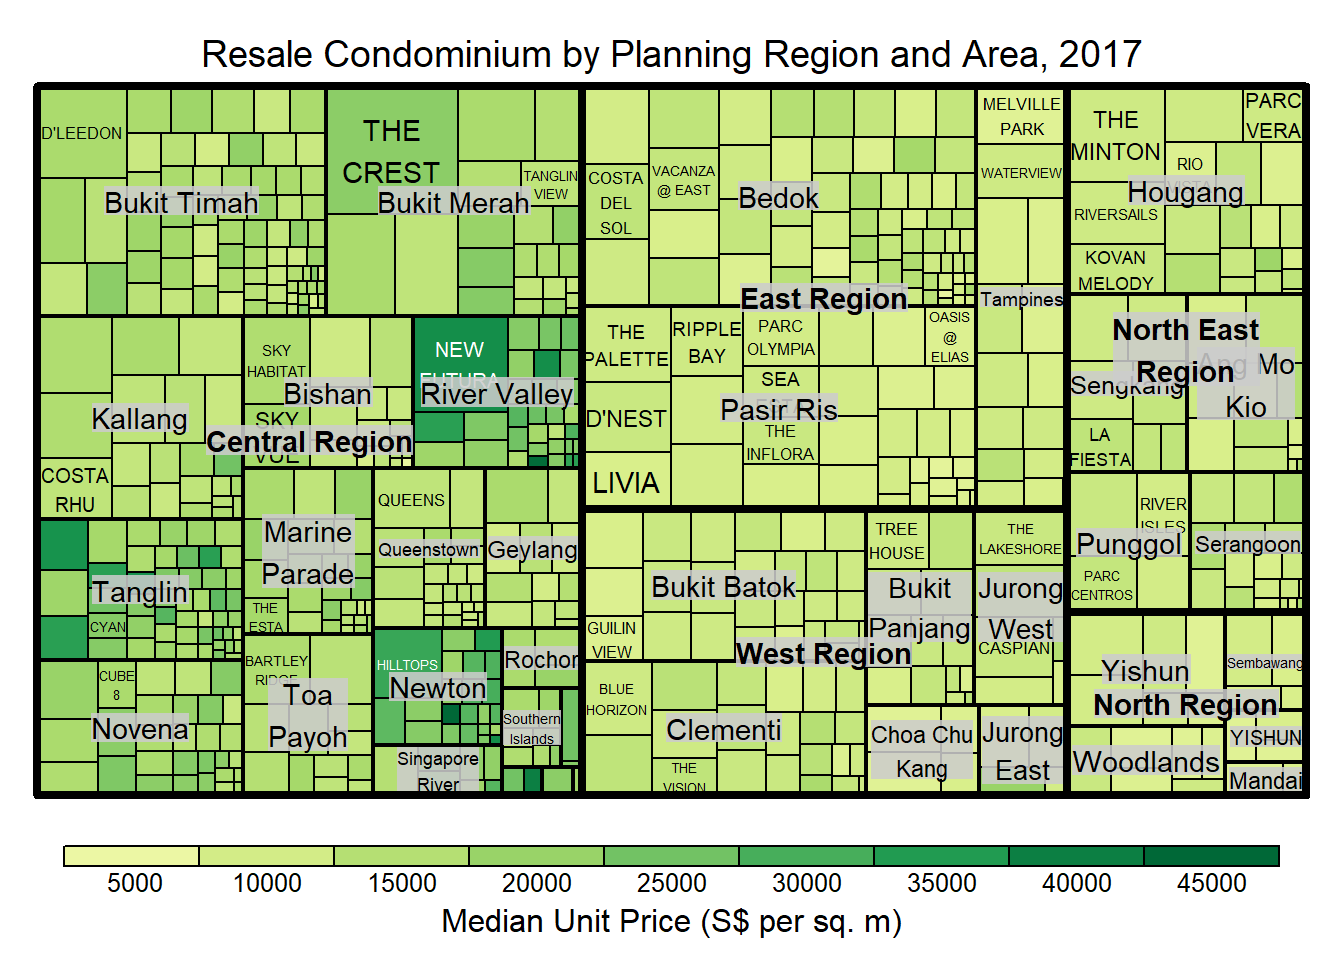 Resale Condominium by Planning Region and Area, 2017
D'LEEDON
Bukit Timah
THE
CREST
TANGLIN
VIEW
Bukit Merah
COSTA
DEL
SOL
VACANZA
@ EAST
Bedok
MELVILLE
PARK
WATERVIEW
Tampines
THE
MINTON
PARC
VERA
RIO
Hougang
RIVERSAILS
KOVAN
MELODY
East Region
Kallang
COSTA
RHU
SKY
HABITAT
Bishan
SKY
VUE
Central Region
NEW
FUTURA
River Valley
THE
PALETTE
RIPPLE
BAY
PARC
OLYMPIA
OASIS
@
ELIAS
SEA
D'NEST
Pasir Ris
THE
INFLORA
LIVIA
North East
Region
Sengkang
Ang Mo
Kio
LA
FIESTA
Marine
Parade
THE
ESTA
QUEENS
Queenstown
Geylang
Tanglin
CYAN
Bukit Batok
GUILIN
VIEW
TREE
HOUSE
Bukit
Panjang
THE
LAKESHORE
Jurong
West
CASPIAN
RIVER
ISLES
Punggol
PARC
CENTROS
Serangoon
West Region
CUBE
8
Novena
BARTLEY
RIDGE
Toa
Payoh
HILLTOPS
Newton
Rochor
Southern
Islands
Singapore
River
BLUE
HORIZON
Clementi
THE
VISION
Choa Chu
Kang
Jurong
East
Yishun
Sembawang
North Region
YISHUN
Woodlands
Mandai
5000 10000 15000 20000 25000 30000 35000 40000 45000
Median Unit Price (S$ per sq. m)